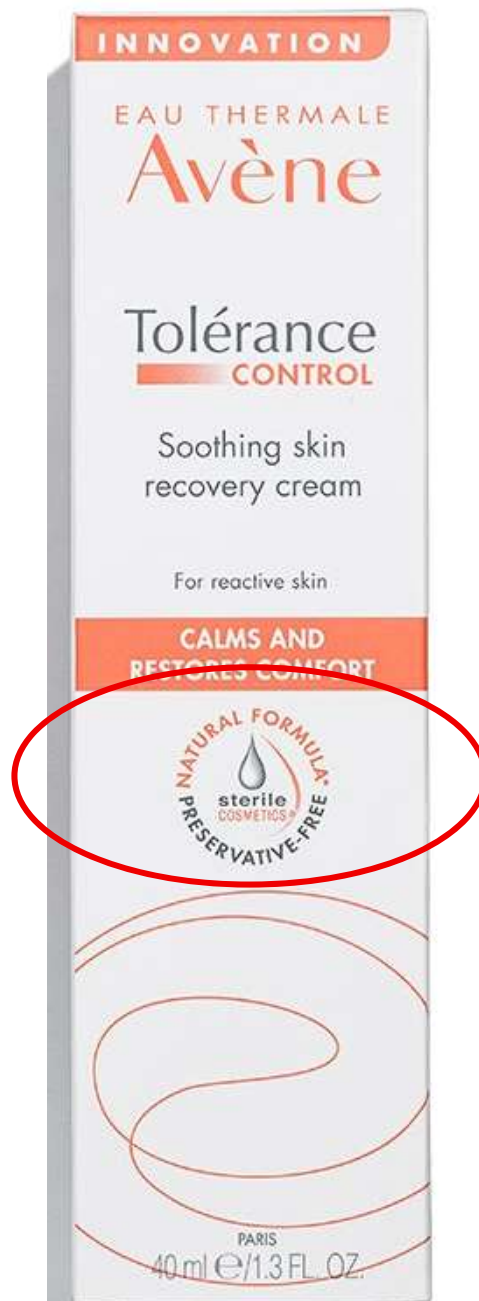 INNOVATION
EAU THERMALE
Avène
Tolérance
CONTROL
Soothing skin
recovery cream
For reactive skin
CALMS AND
RESTORES COMFORT
NATURAL FORMULA*
sterile
COSMETICS®
PRESERVATIVE-FREE
PARIS
40 ml ℮/1.3 FL. OZ.